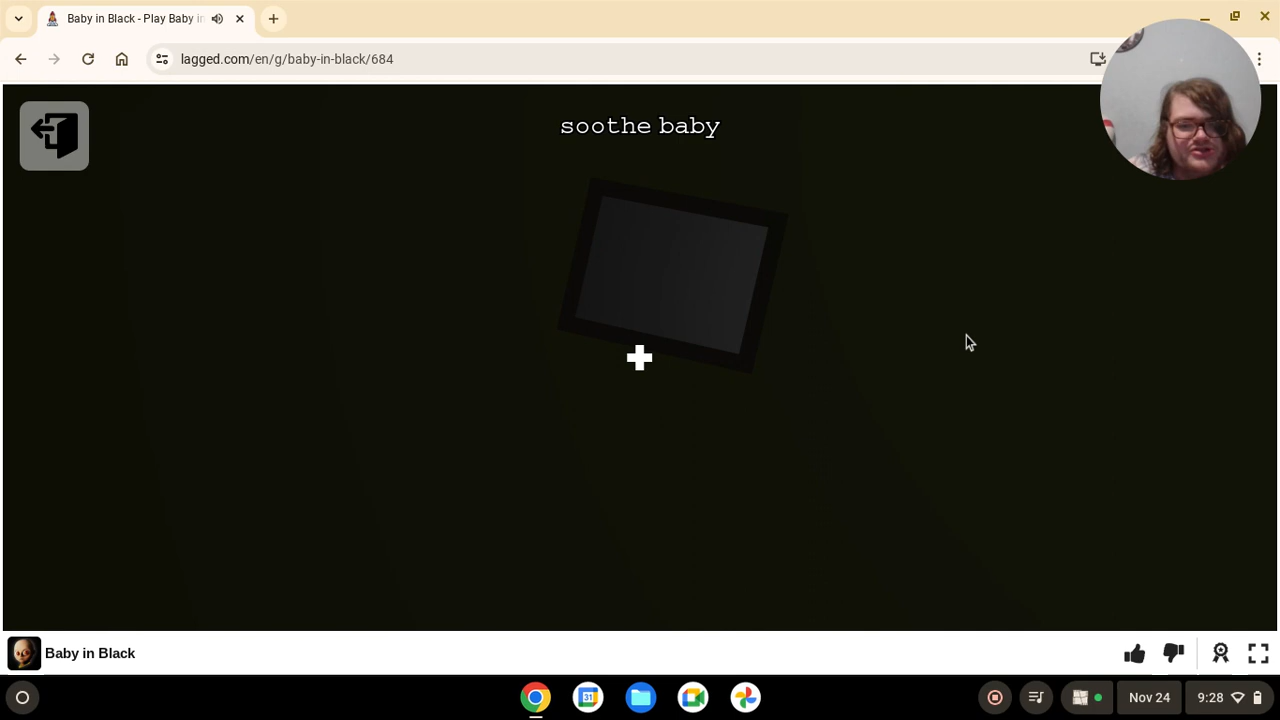 Baby in Black - Play Baby in
lagged.com/en/g/baby-in-black/684
soothe baby
Baby in Black
31
Nov 24
9:28